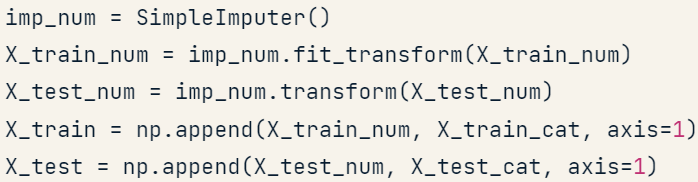 imp_num = SimpleImputer()
X_train_num = imp_num.fit_transform(X_train_num)
X_test_num = imp_num.transform(X_test_num)
X_train = np.append(X_train_num, X_train_cat, axis=1)
X_test = np.append(X_test_num, X_test_cat, axis=1)